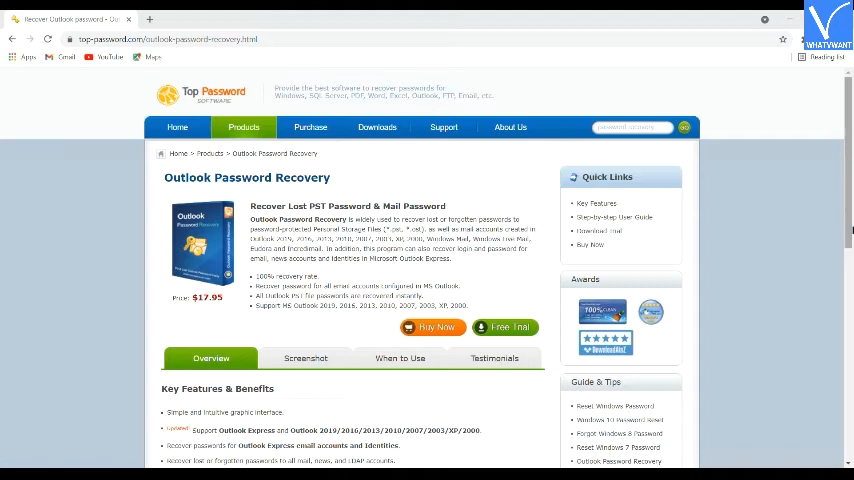 Recover Outlook password - Out
top-password.com/outlook-password-recovery.html
WHATVWANT
Apps Gmail YouTube Maps Reading list
Top Password
SOFTWARE
Provide the best software to recover passwords for
Windows, SQL Server, PDF, Word, Excel, Outlook, FTP, Email, etc.
Home Products Purchase Downloads Support About Us password recovery GO
Home > Products > Outlook Password Recovery
Outlook Password Recovery
Outlook
Password Recovery
Price: $17.95
Recover Lost PST Password & Mail Password
Outlook Password Recovery is widely used to recover lost or forgotten passwords to
password-protected Personal Storage Files (*.pst, *.ost), as well as mail accounts created in
Outlook 2019, 2016, 2013, 2010, 2007, 2003, XP, 2000, Windows Mail, Windows Live Mail,
Eudora and Incredimail. In addition, this program can also recover login and password for
email, news accounts and identities in Microsoft Outlook Express.
100% recovery rate.
Recover password for all email accounts configured in MS Outlook.
All Outlook PST file passwords are recovered instantly.
Support MS Outlook 2019, 2016, 2013, 2010, 2007, 2003, XP, 2000.
Buy Now Free Trial
Overview Screenshot When to Use Testimonials
Key Features & Benefits
Simple and intuitive graphic interface.
Updated! Support Outlook Express and Outlook 2019/2016/2013/2010/2007/2003/XP/2000.
Recover passwords for Outlook Express email accounts and Identities.
Recover lost or forgotten passwords to all mail, news, and LDAP accounts.
Quick Links
Key Features
Step-by-step User Guide
Download Trial
Buy Now
Awards
100% CLEAN
DownloadAtoZ
Guide & Tips
Reset Windows Password
Windows 10 Password Reset
Forgot Windows 8 Password
Reset Windows 7 Password
Outlook Password Recovery